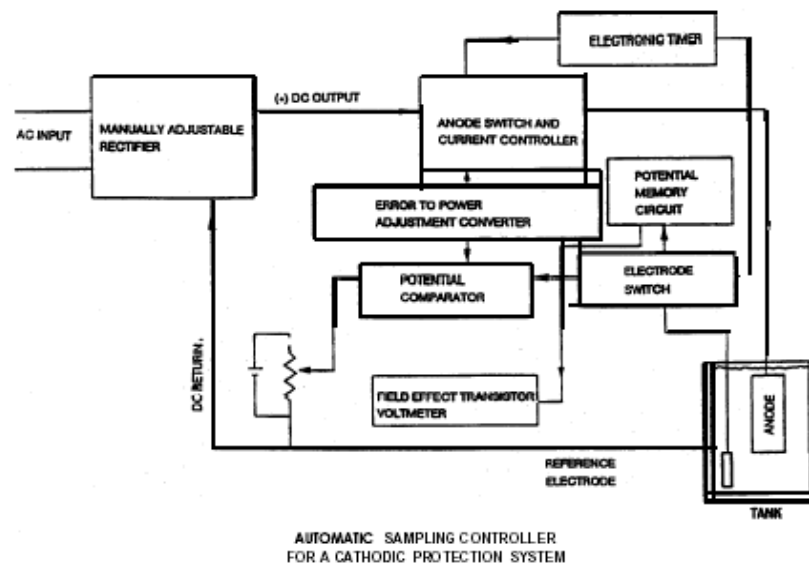 ELECTRONIC TIMER
(+) DC OUTPUT
AC INPUT
MANUALLY ADJUSTABLE
RECTIFIER
ANODE SWITCH AND
CURRENT CONTROLLER
POTENTIAL
MEMORY
CIRCUIT
ERROR TO POWER
ADJUSTMENT CONVERTER
POTENTIAL
COMPARATOR
ELECTRODE
SWITCH
DC RETURN.
FIELD EFFECT TRANSISTOR
VOLTMETER
ANODE
REFERENCE
ELECTRODE
TANK
AUTOMATIC SAMPLING CONTROLLER
FOR A CATHODIC PROTECTION SYSTEM